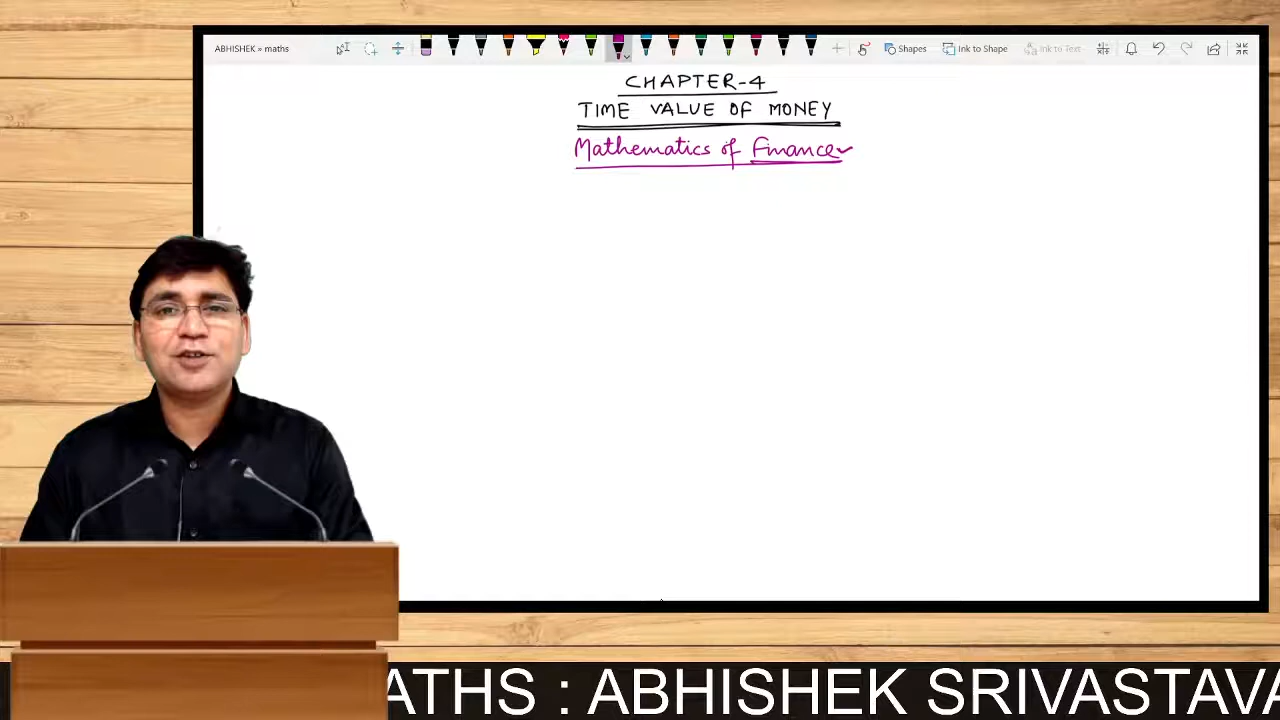 ABHISHEK » maths
Shapes
Ink to Shape
Ink to Text
CHAPTER-4
TIME VALUE OF MONEY
Mathematics of Finance
ATHS : ABHISHEK SRIVASTAVA